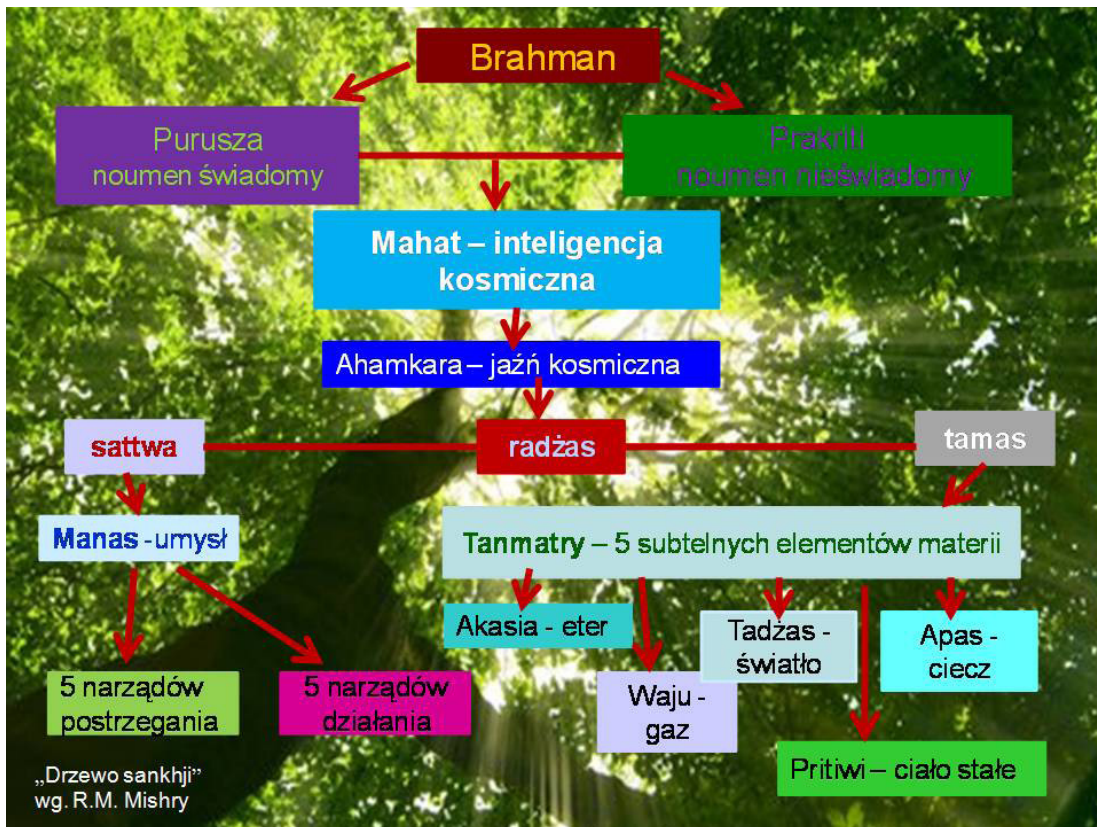 Brahman
Purusza
noumen świadomy
Prakriti
noumen nieświadomy
Mahat – inteligencja
kosmiczna
Ahamkara – jaźń kosmiczna
sattwa
radżas
tamas
Manas -umysł
Tanmatry – 5 subtelnych elementów materii
Akasia - eter
Tadżas -
światło
Apas -
ciecz
5 narządów
postrzegania
5 narządów
działania
Waju -
gaz
Pritiwi – ciało stałe
„Drzewo sankhji”
wg. R.M. Mishry